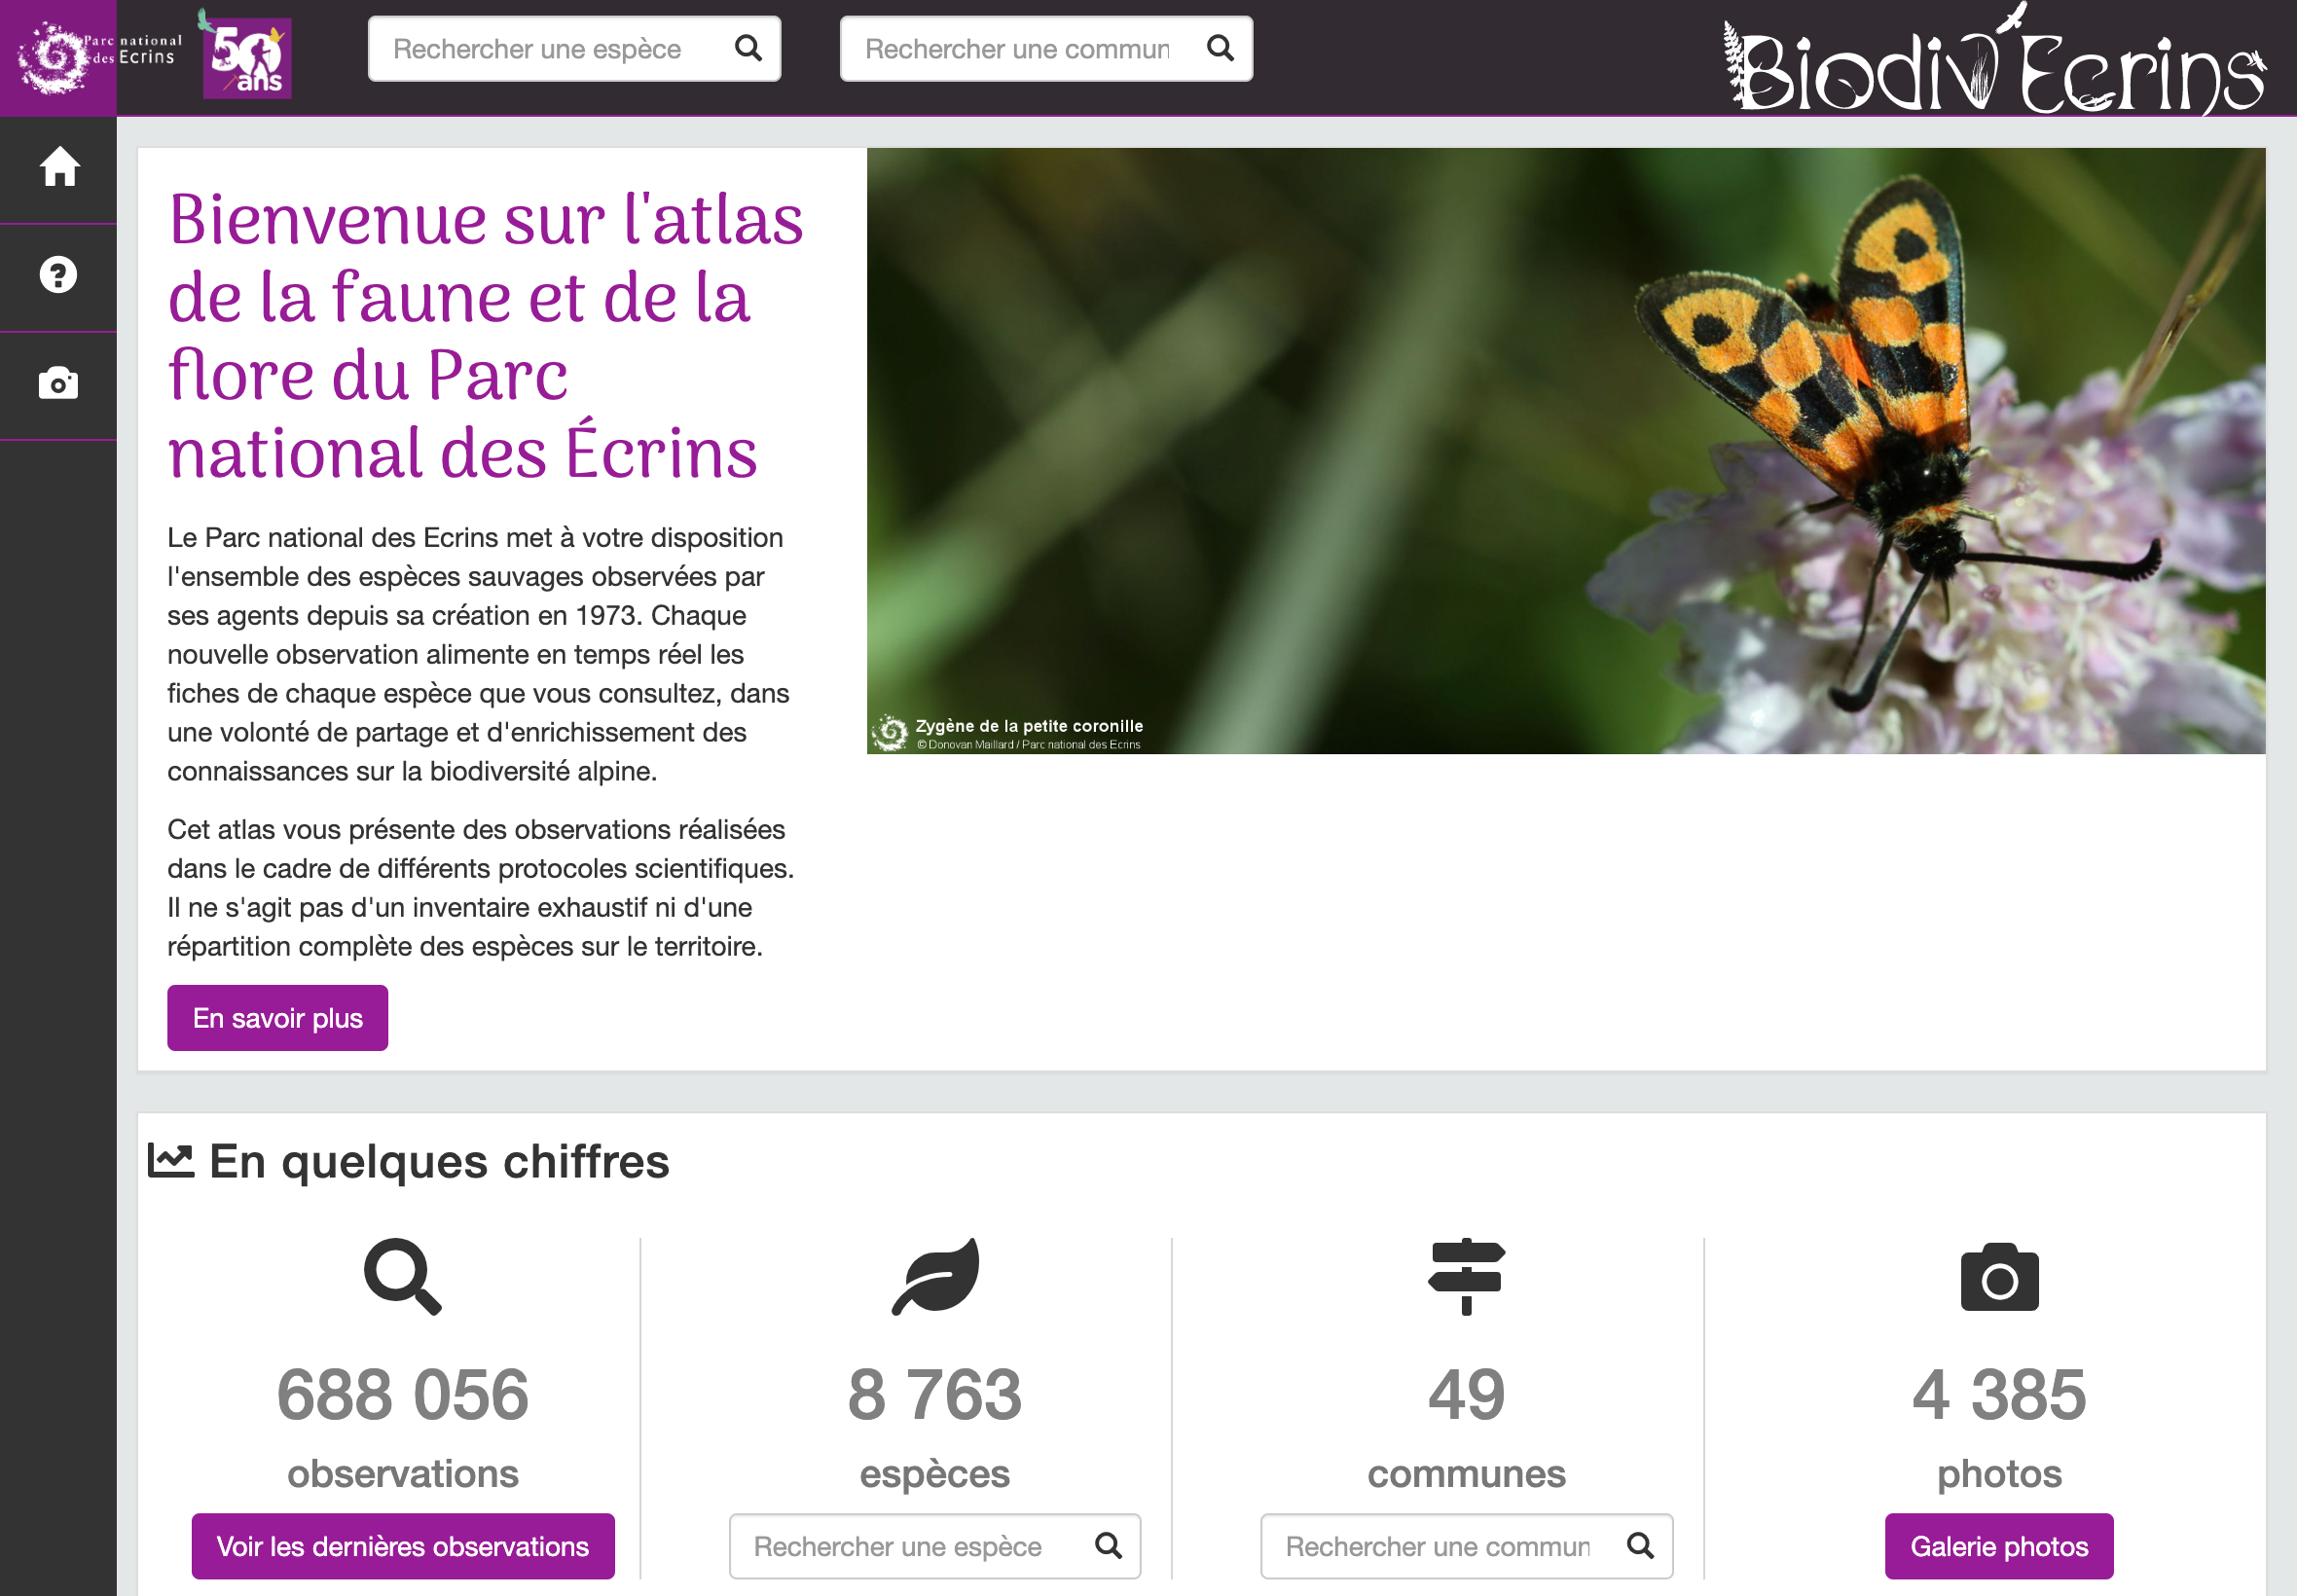 Parc national
des Ecrins
50
ans
Rechercher une espèce
Rechercher une commun
Biodiv'Ecrins
Bienvenue sur l'atlas
de la faune et de la
flore du Parc
national des Écrins
Le Parc national des Ecrins met à votre disposition
l'ensemble des espèces sauvages observées par
ses agents depuis sa création en 1973. Chaque
nouvelle observation alimente en temps réel les
fiches de chaque espèce que vous consultez, dans
une volonté de partage et d'enrichissement des
connaissances sur la biodiversité alpine.
Cet atlas vous présente des observations réalisées
dans le cadre de différents protocoles scientifiques.
Il ne s'agit pas d'un inventaire exhaustif ni d'une
répartition complète des espèces sur le territoire.
En savoir plus
Zygène de la petite coronille
© Donovan Maillard / Parc national des Ecrins
En quelques chiffres
688 056
observations
Voir les dernières observations
8 763
espèces
Rechercher une espèce
49
communes
Rechercher une commun
4 385
photos
Galerie photos